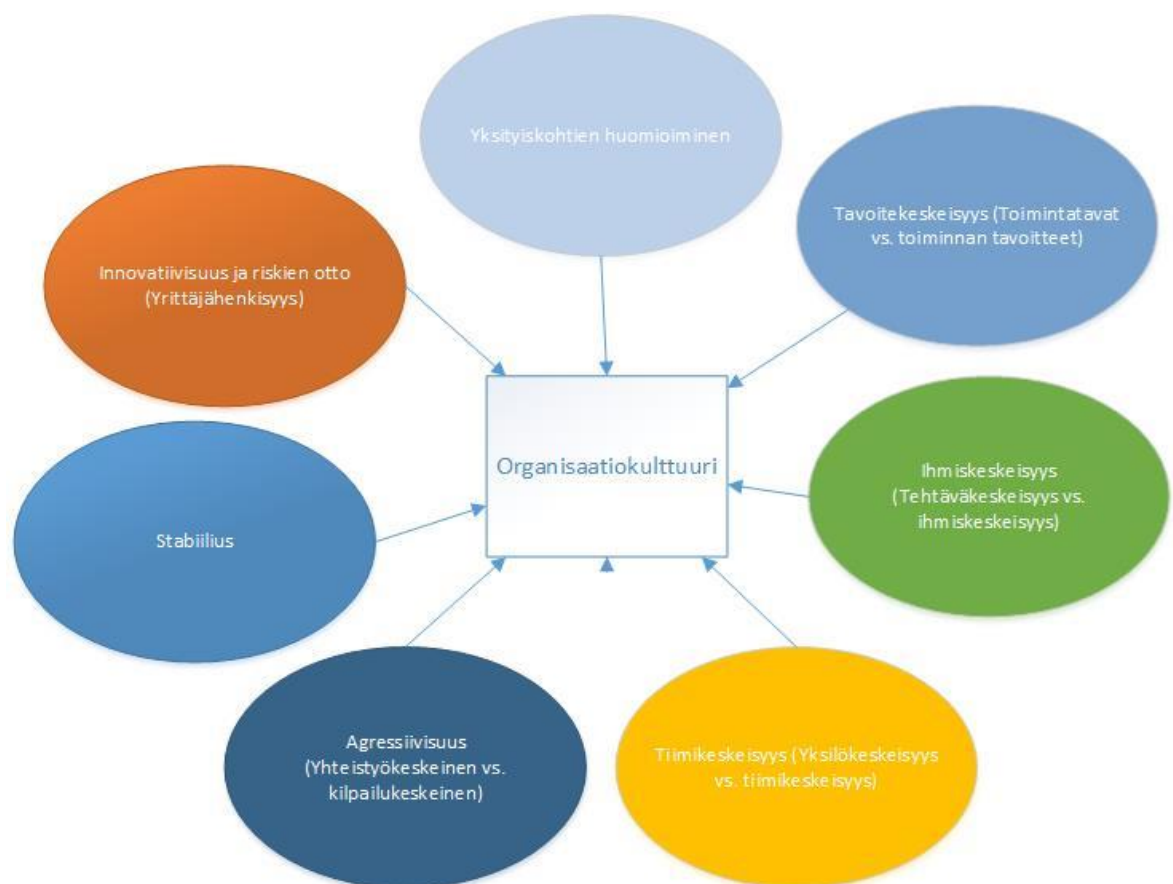 Yksityiskohtien huomioiminen
Tavoitekeskeisyys (Toimintatavat
vs. toiminnan tavoitteet)
Innovatiivisuus ja riskien otto
(Yrittäjähenkisyys)
Organisaatiokulttuuri
Ihmiskeskeisyys
(Tehtäväkeskeisyys vs.
ihmiskeskeisyys)
Stabiilius
Agressiivisuus
(Yhteistyökeskeinen vs.
kilpailukeskeinen)
Tiimikeskeisyys (Yksilökeskeisyys
vs. tiimikeskeisyys)